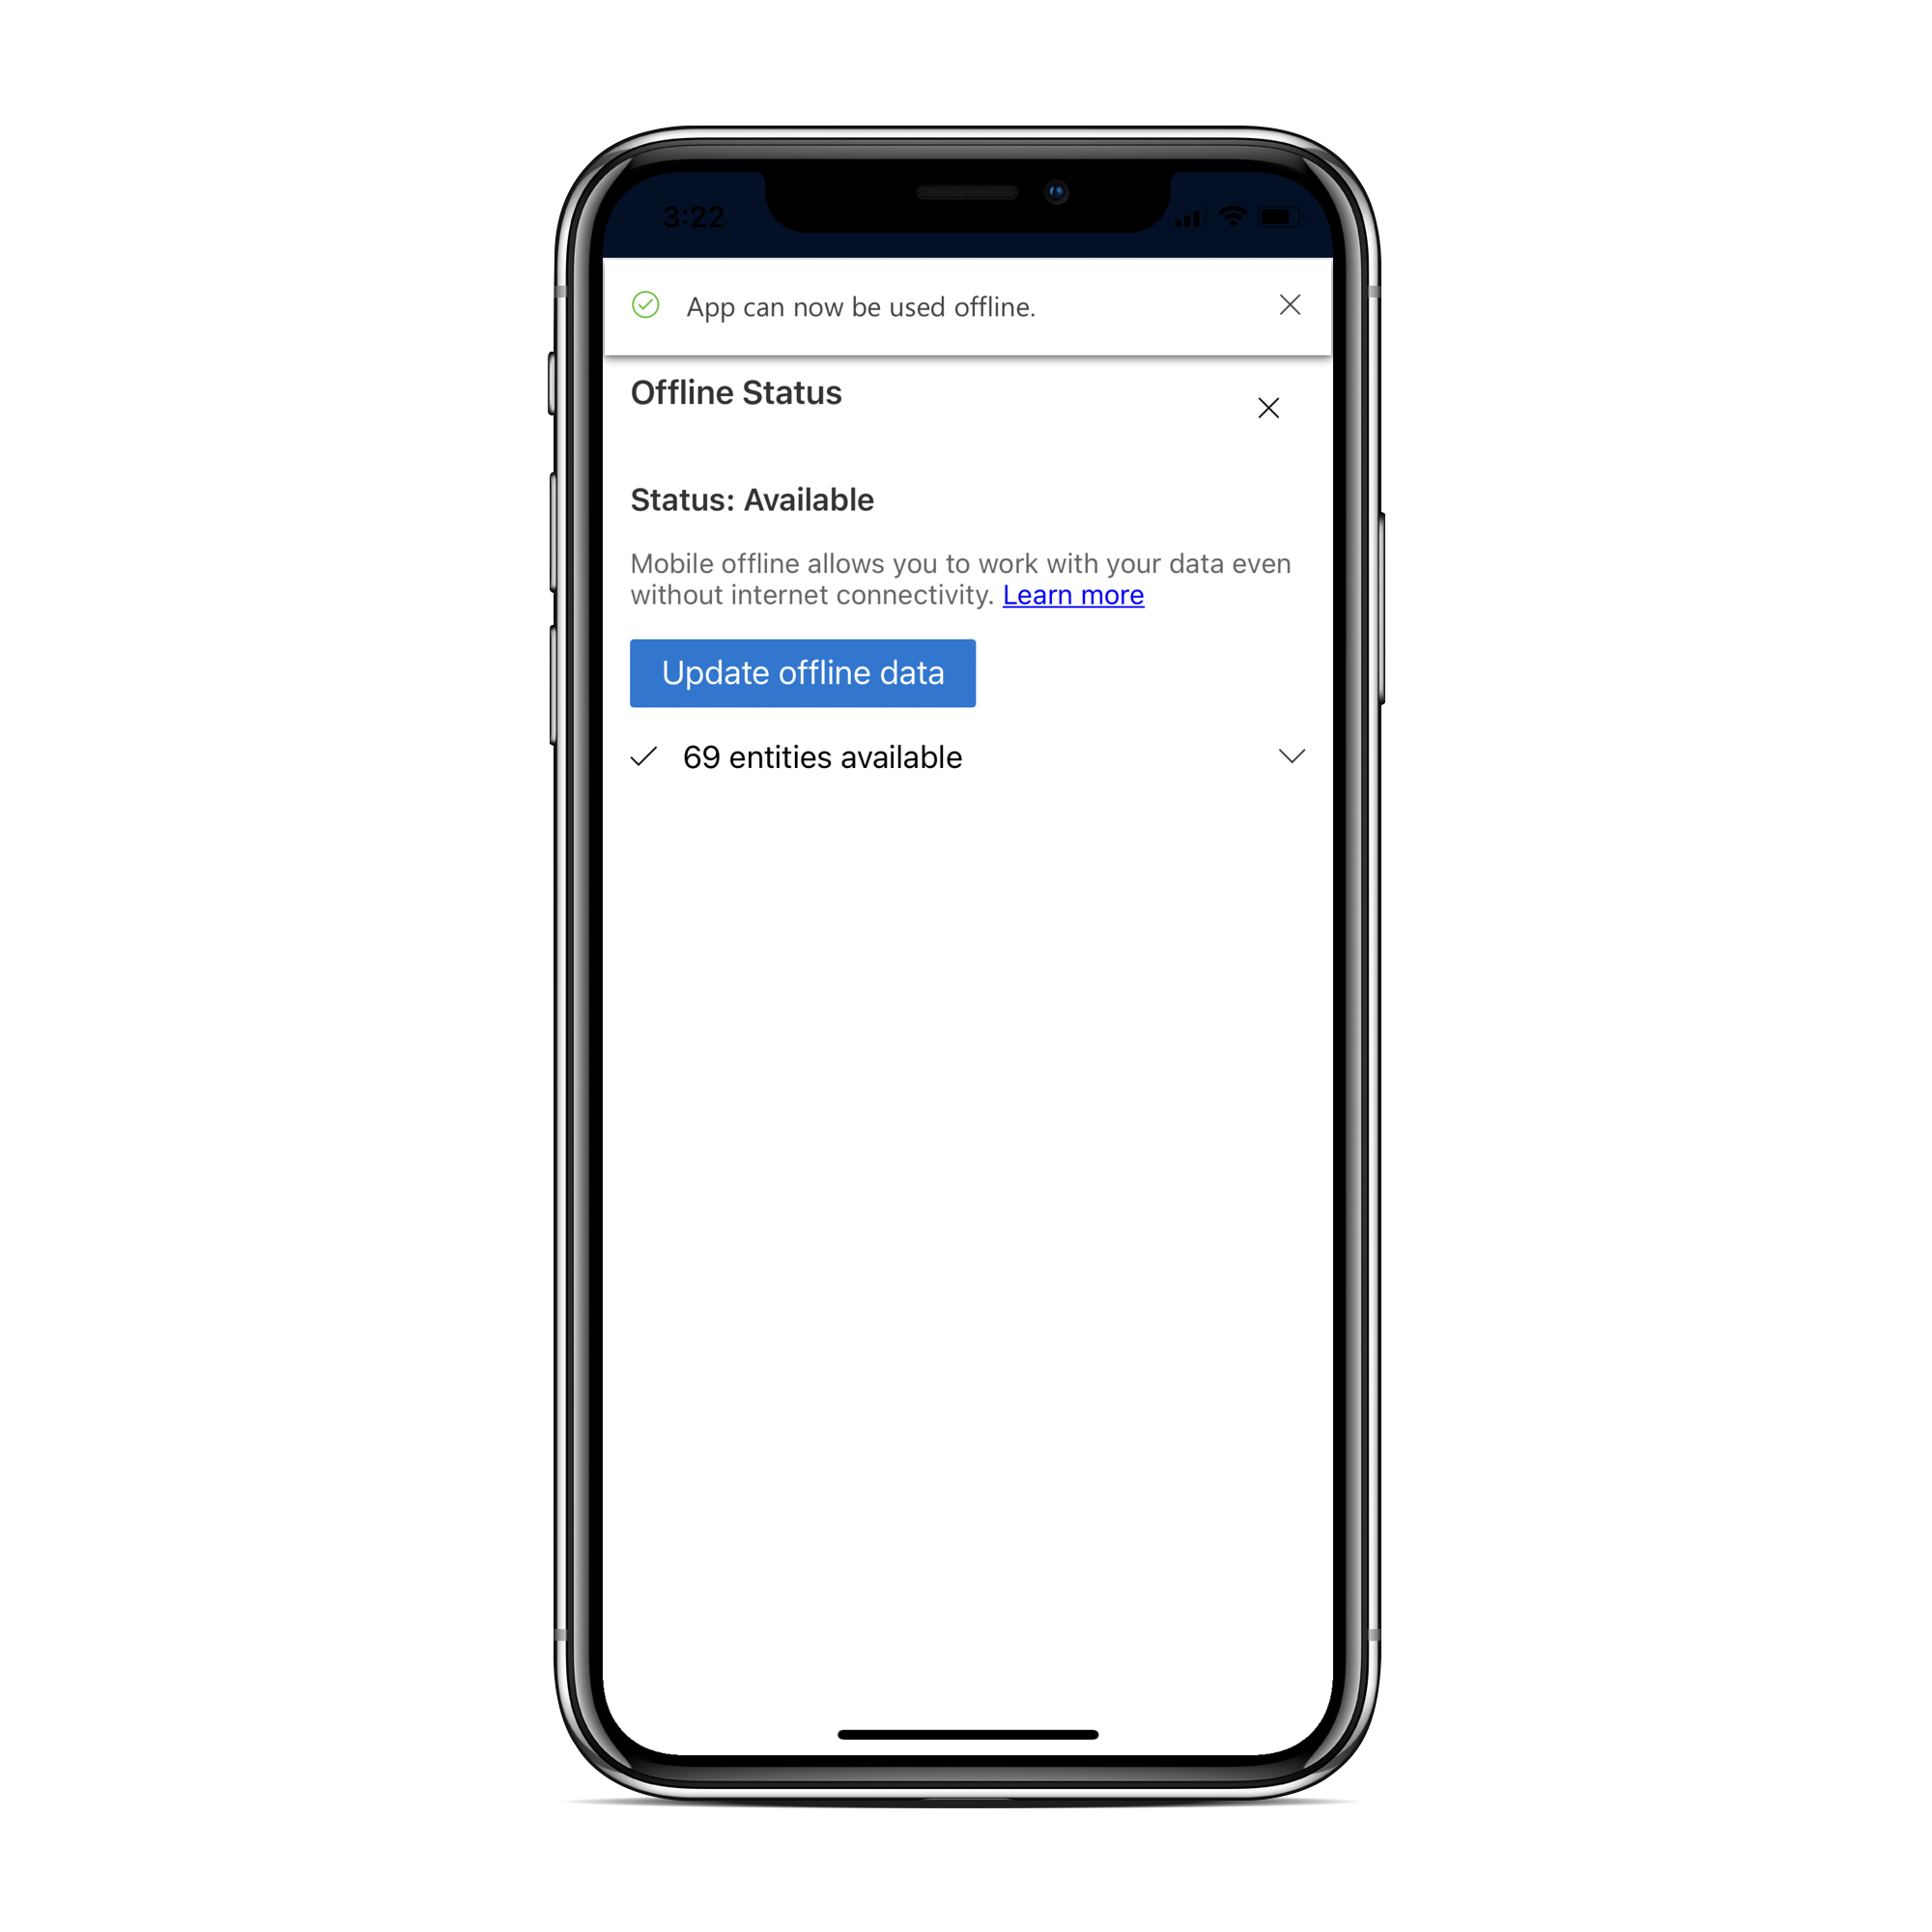 3:22
App can now be used offline.
Offline Status
Status: Available
Mobile offline allows you to work with your data even
without internet connectivity. Learn more
Update offline data
69 entities available